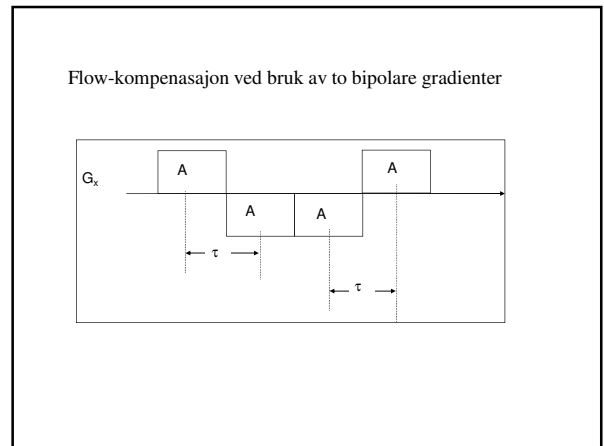 Flow-kompenasajon ved bruk av to bipolare gradienter
Gx
A
A
A
A
τ
τ